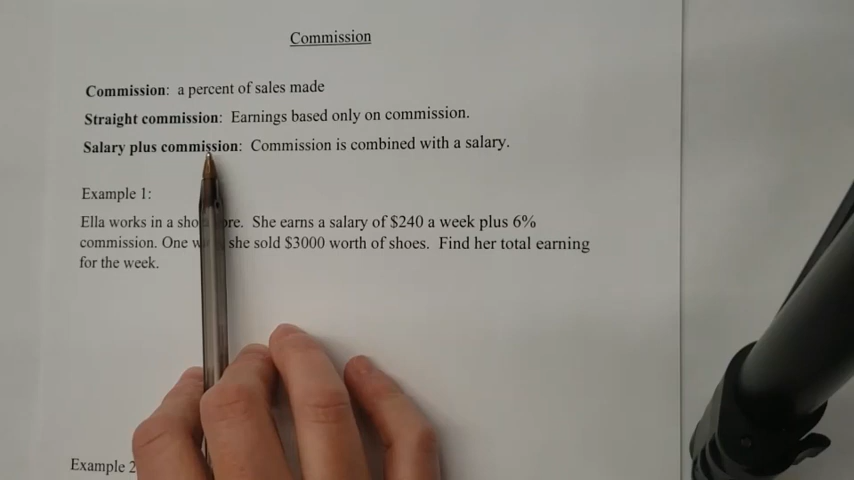 Commission
Commission: a percent of sales made
Straight commission: Earnings based only on commission.
Salary plus commission: Commission is combined with a salary.
Example 1:
Ella works in a sho ore. She earns a salary of $240 a week plus 6%
commission. One w she sold $3000 worth of shoes. Find her total earning
for the week.
Example 2